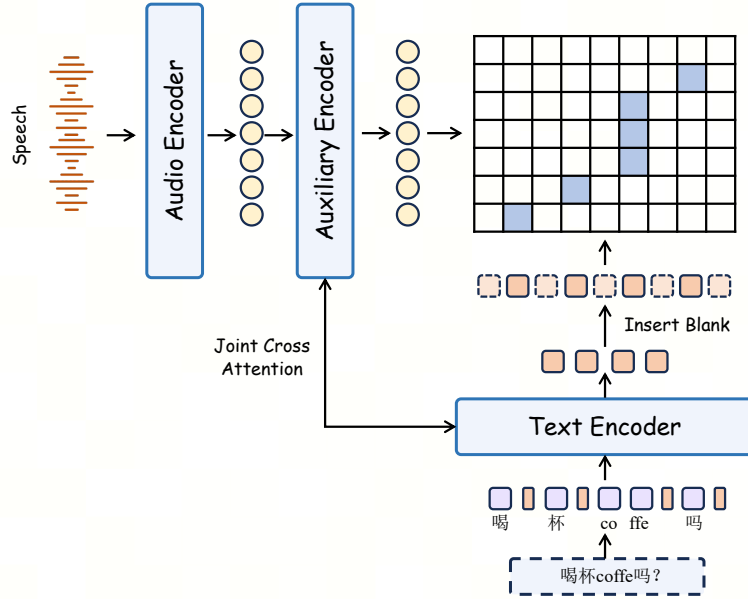 Speech
Audio Encoder
Auxiliary Encoder
Joint Cross
Attention
Insert Blank
Text Encoder
喝 杯 co ffe 吗
喝杯coffe吗?